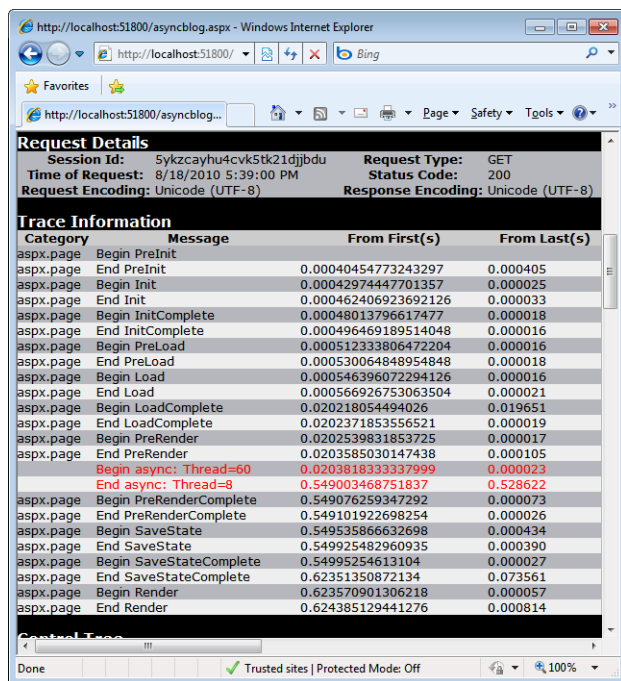 http://localhost:51800/asyncblog.aspx - Windows Internet Explorer
http://localhost:51800/ Bing
Favorites
http://localhost:51800/asyncblog... Page Safety Tools
Request Details
Session Id: 5ykzcayhu4cvk5tk21djjbdu Request Type: GET
Time of Request: 8/18/2010 5:39:00 PM Status Code: 200
Request Encoding: Unicode (UTF-8) Response Encoding: Unicode (UTF-8)
Trace Information
Category Message From First(s) From Last(s)
aspx.page Begin PreInit
aspx.page End PreInit 0.00040454773243297 0.000405
aspx.page Begin Init 0.00042974447701357 0.000025
aspx.page End Init 0.000462406923692126 0.000033
aspx.page Begin InitComplete 0.00048013796617477 0.000018
aspx.page End InitComplete 0.000496469189514048 0.000016
aspx.page Begin PreLoad 0.000512333806472204 0.000016
aspx.page End PreLoad 0.000530064848954848 0.000018
aspx.page Begin Load 0.000546396072294126 0.000016
aspx.page End Load 0.000566926753063504 0.000021
aspx.page Begin LoadComplete 0.020218054494026 0.019651
aspx.page End LoadComplete 0.0202371853556521 0.000019
aspx.page Begin PreRender 0.0202539831853725 0.000017
aspx.page End PreRender 0.0203585030147438 0.000105
Begin async: Thread=60 0.0203818333337999 0.000023
End async: Thread=8 0.549003468751837 0.528622
aspx.page Begin PreRenderComplete 0.549076259347292 0.000073
aspx.page End PreRenderComplete 0.549101922698254 0.000026
aspx.page Begin SaveState 0.549535866632698 0.000434
aspx.page End SaveState 0.549925482960935 0.000390
aspx.page Begin SaveStateComplete 0.54995254613104 0.000027
aspx.page End SaveStateComplete 0.62351350872134 0.073561
aspx.page Begin Render 0.623570901306218 0.000057
aspx.page End Render 0.624385129441276 0.000814
Control Tree
Done Trusted sites | Protected Mode: Off 100%